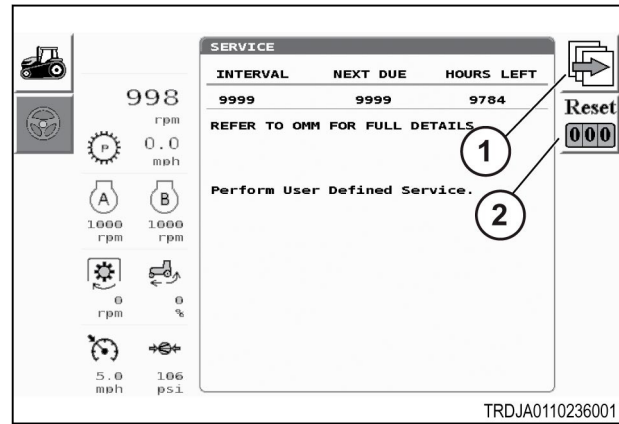 SERVICE
INTERVAL NEXT DUE HOURS LEFT
9999 9999 9784
REFER TO OMM FOR FULL DETAILS
Perform User Defined Service.
998
rpm
P 0.0
mph
A B
1000 1000
rpm rpm
0 0
rpm %
5.0 106
mph psi
1
Reset
000
2
TRDJA0110236001